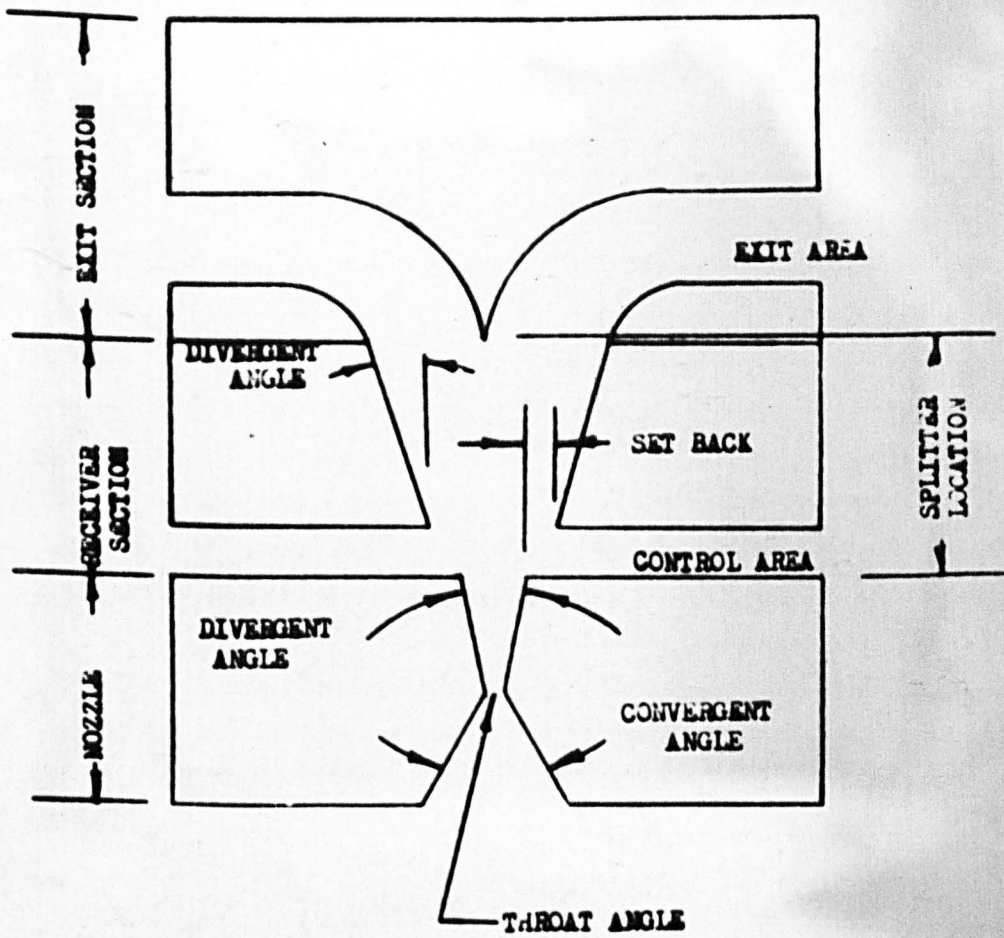 EXIT SECTION
EXIT AREA
DIVERGENT
ANGLE
SET BACK
RECEIVER
SECTION
SPLITTER
LOCATION
CONTROL AREA
DIVERGENT
ANGLE
NOZZLE
CONVERGENT
ANGLE
THROAT ANGLE